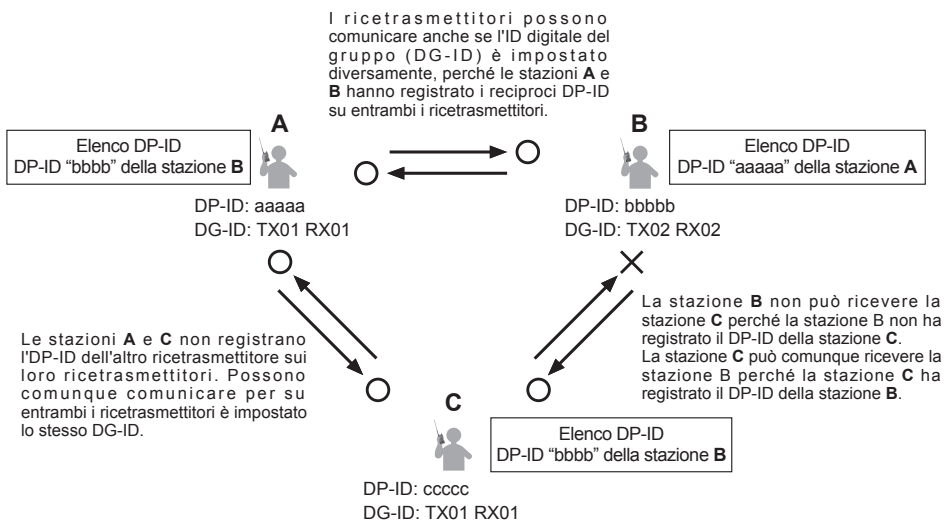 I ricetrasmettitori possono
comunicare anche se l'ID digitale del
gruppo (DG-ID) è impostato
diversamente, perché le stazioni A e
B hanno registrato i reciproci DP-ID
su entrambi i ricetrasmettitori.
A
Elenco DP-ID
DP-ID “bbbb” della stazione B
DP-ID: aaaaa
DG-ID: TX01 RX01
B
Elenco DP-ID
DP-ID “aaaaa” della stazione A
DP-ID: bbbbb
DG-ID: TX02 RX02
Le stazioni A e C non registrano
l'DP-ID dell'altro ricetrasmettitore sui
loro ricetrasmettitori. Possono
comunque comunicare per su
entrambi i ricetrasmettitori è impostato
lo stesso DG-ID.
La stazione B non può ricevere la
stazione C perché la stazione B non ha
registrato il DP-ID della stazione C.
La stazione C può comunque ricevere la
stazione B perché la stazione C ha
registrato il DP-ID della stazione B.
C
Elenco DP-ID
DP-ID “bbbb” della stazione B
DP-ID: ccccc
DG-ID: TX01 RX01